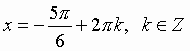 x = -5π/6 + 2πk, k ∈ Z